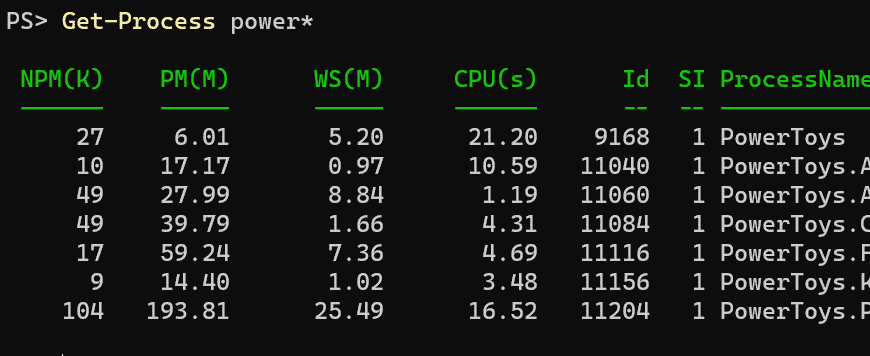 PS> Get-Process power*
NPM(K) PM(M) WS(M) CPU(s) Id SI ProcessName
------ ----- ----- ------ -- -- -----------
27 6.01 5.20 21.20 9168 1 PowerToys
10 17.17 0.97 10.59 11040 1 PowerToys.A
49 27.99 8.84 1.19 11060 1 PowerToys.A
49 39.79 1.66 4.31 11084 1 PowerToys.C
17 59.24 7.36 4.69 11116 1 PowerToys.F
9 14.40 1.02 3.48 11156 1 PowerToys.K
104 193.81 25.49 16.52 11204 1 PowerToys.P